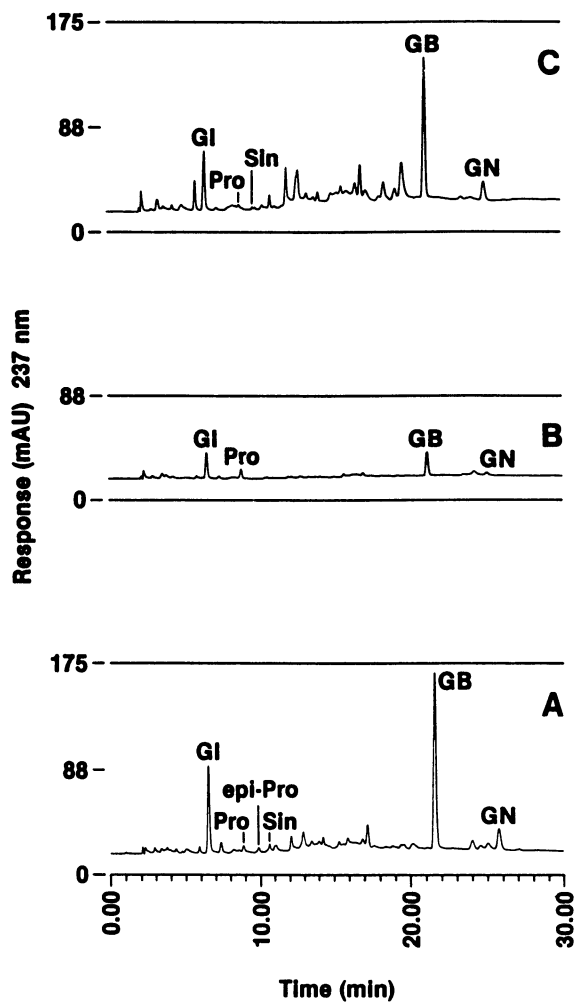 175
GB
C
88
GI
Sin
Pro
GN
0
Response (mAU) 237 nm
88
B
GI
Pro
GB
GN
0
175
GB
A
GI
88
epi-Pro
Pro
Sin
GN
0
0.00
10.00
20.00
30.00
Time (min)